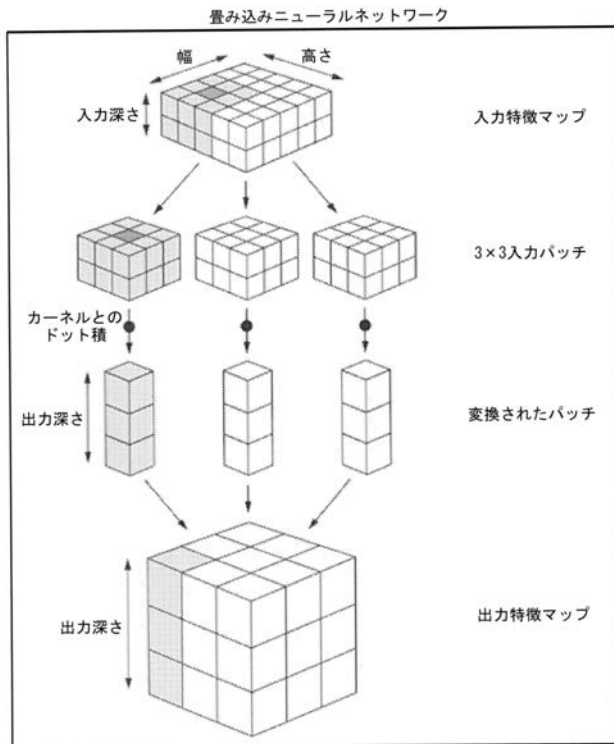 畳み込みニューラルネットワーク
幅
高さ
入力深さ
入力特徴マップ
3×3入力パッチ
カーネルとの
ドット積
出力深さ
変換されたパッチ
出力深さ
出力特徴マップ